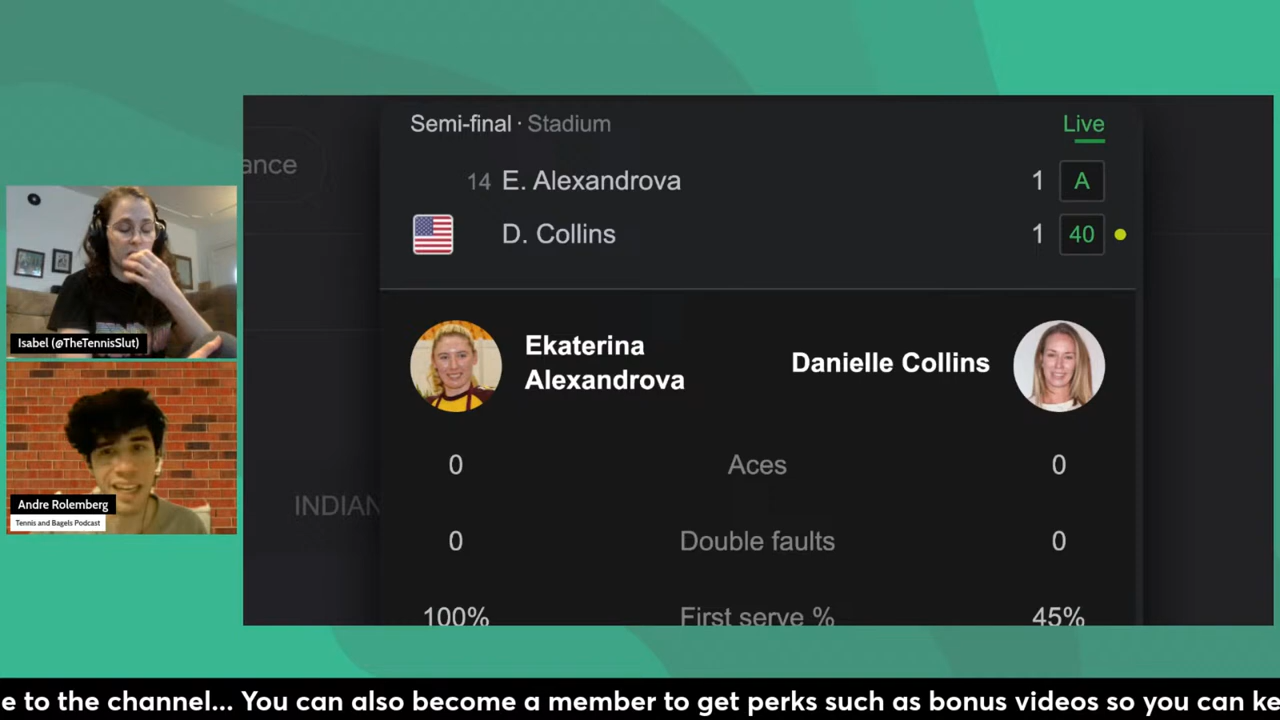 Semi-final · Stadium
Live
ance
14 E. Alexandrova 1 A
D. Collins 1 40
Ekaterina
Alexandrova
Danielle Collins
0 Aces 0
INDIAN
0 Double faults 0
100% First serve % 45%
Isabel (@TheTennisSlut)
Andre Rolemberg
Tennis and Bagels Podcast
e to the channel... You can also become a member to get perks such as bonus videos so you can ke